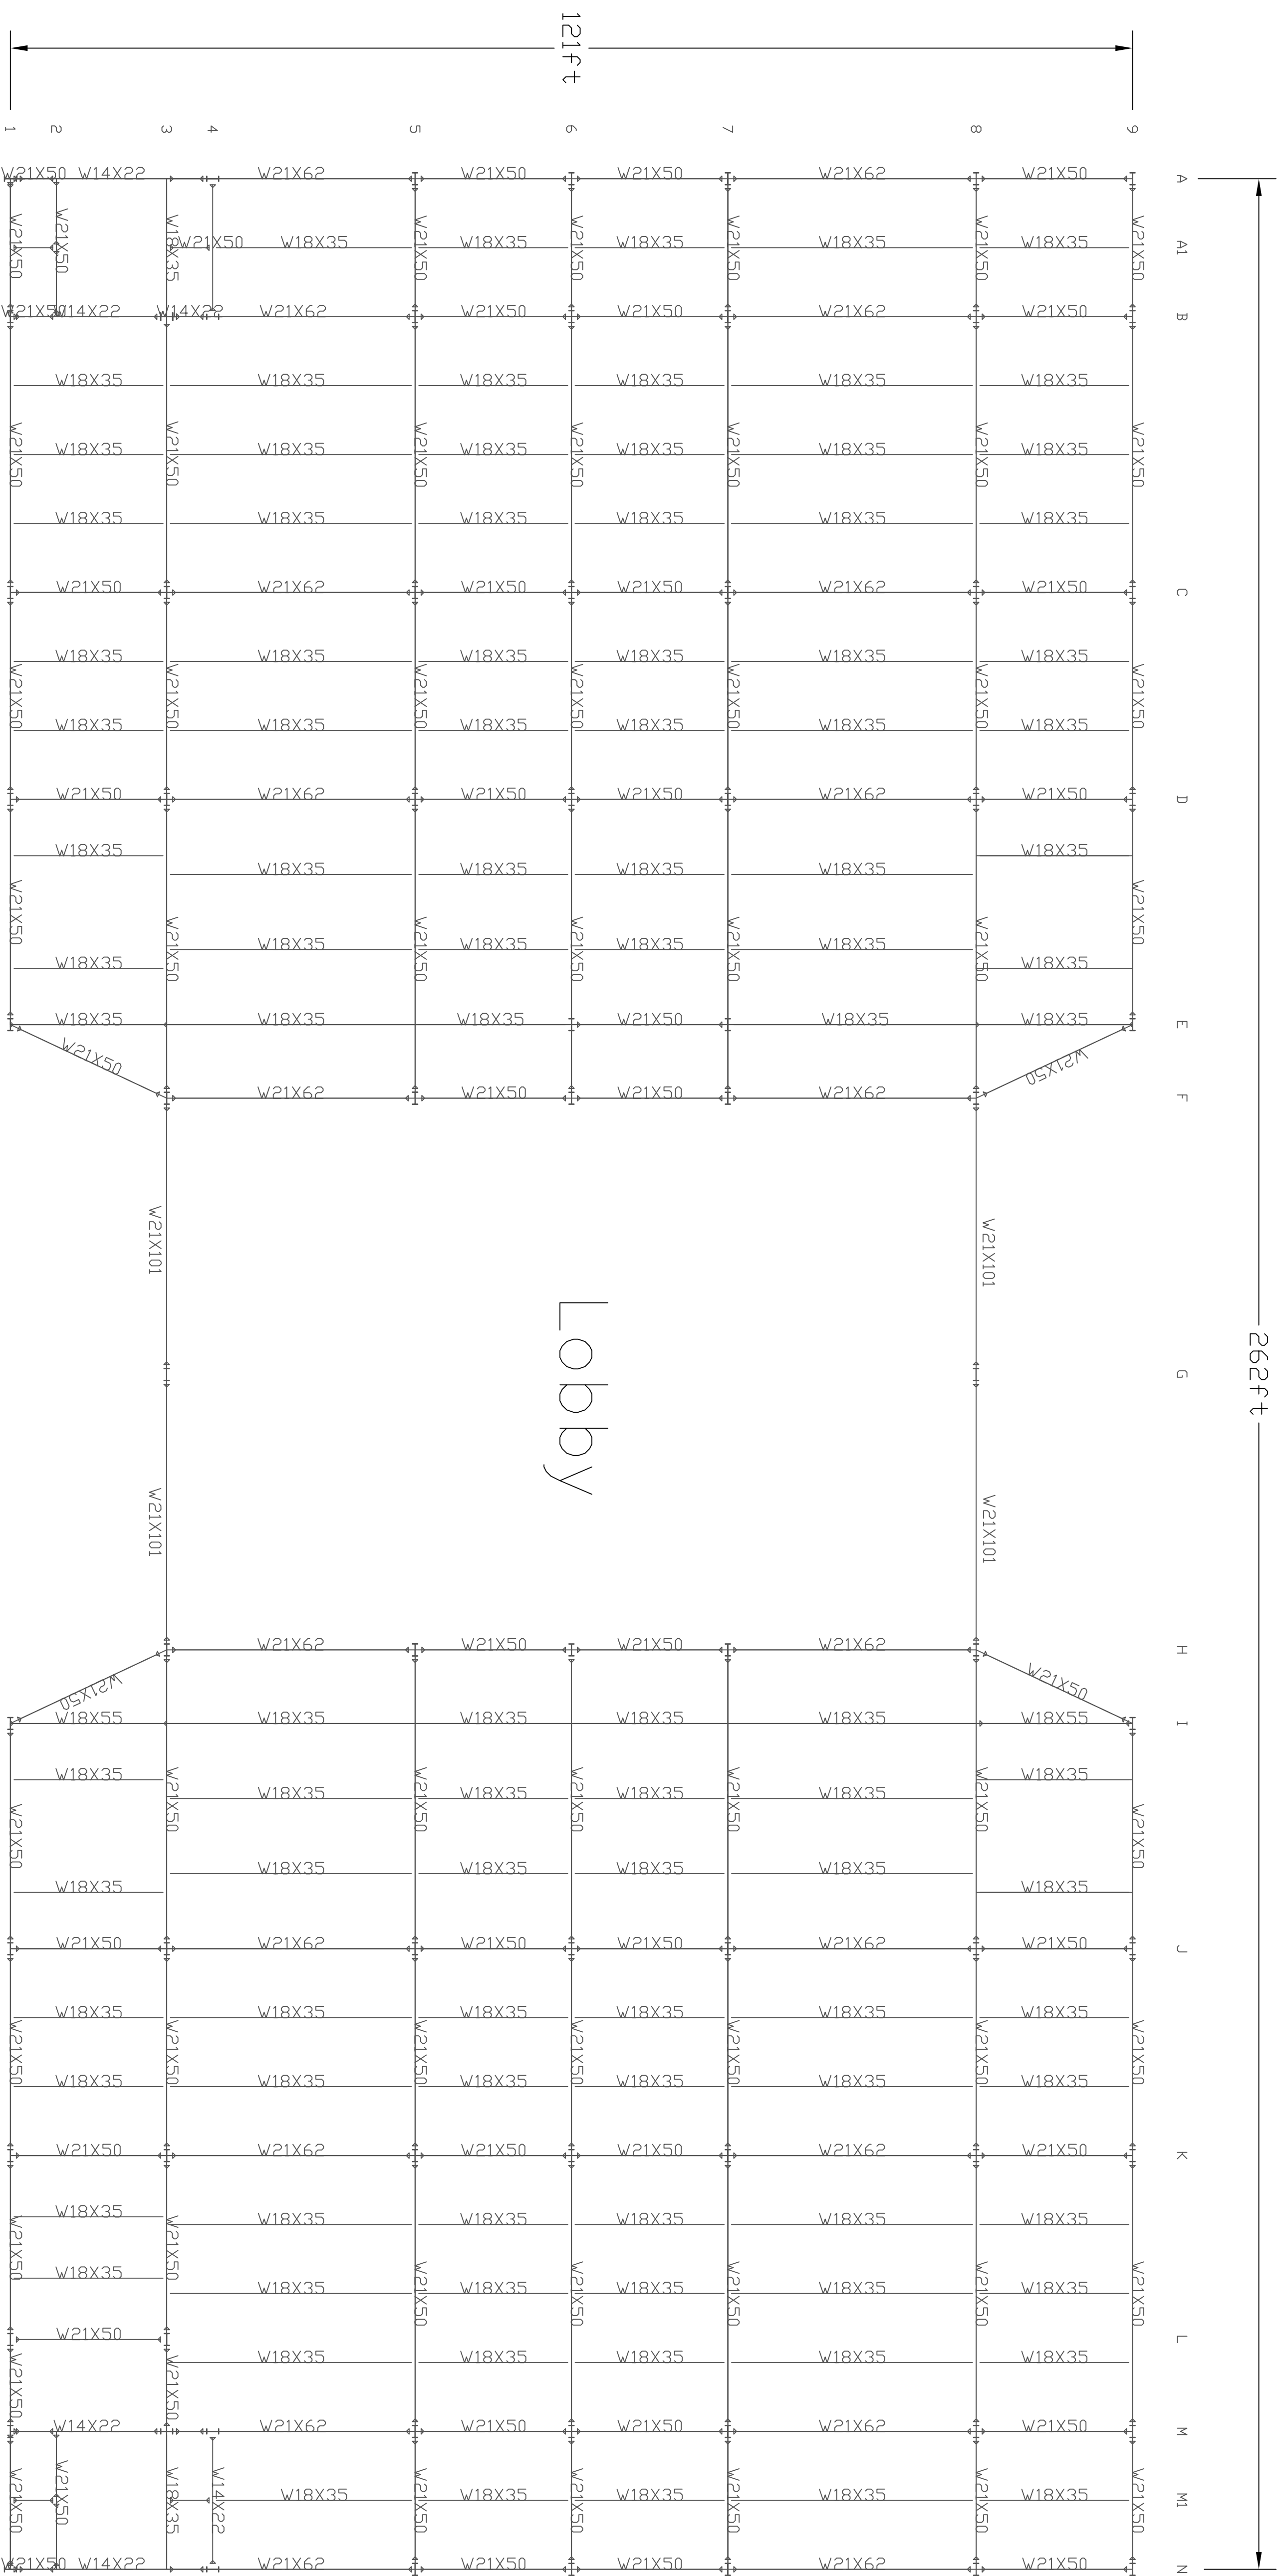 121ft
1 2 3 4 5 6 7 8 9
W21X50 W14X22 W21X62 W21X50 W21X50 W21X62 W21X50 A
262ft
W21X50 W21X50 W18X35 W21X50 W18X35 W21X50 W18X35 W21X50 W18X35 W21X50 W18X35 W21X50 W18X35 W21X50 A1
W21X50 W14X22 W14X22 W21X62 W21X50 W21X50 W21X62 W21X50 B
W18X35 W18X35 W18X35 W18X35 W18X35 W18X35
W21X50 W21X50 W21X50 W21X50 W21X50 W21X50 W21X50
W18X35 W18X35 W18X35 W18X35 W18X35 W18X35
W18X35 W18X35 W18X35 W18X35 W18X35 W18X35
W21X50 W21X62 W21X50 W21X50 W21X62 W21X50 C
W18X35 W18X35 W18X35 W18X35 W18X35 W18X35
W21X50 W21X50 W21X50 W21X50 W21X50 W21X50 W21X50
W18X35 W18X35 W18X35 W18X35 W18X35 W18X35
W21X50 W21X62 W21X50 W21X50 W21X62 W21X50 D
W18X35 W18X35
W18X35 W18X35 W18X35 W18X35
W21X50 W21X50 W21X50 W21X50 W21X50 W21X50 W21X50
W18X35 W18X35 W18X35 W18X35
W18X35 W18X35
W18X35 W18X35 W18X35 W21X50 W18X35 W18X35 E
W21X50 W21X50
W21X62 W21X50 W21X50 W21X62 F
W21X101 W21X101
Lobby
G
W21X101 W21X101
W21X62 W21X50 W21X50 W21X62 H
W21X50 W21X50
W18X55 W18X35 W18X35 W18X35 W18X35 W18X55 I
W18X35 W18X35
W21X50 W21X50 W21X50 W21X50 W21X50 W21X50 W21X50
W18X35 W18X35 W18X35 W18X35
W18X35 W18X35 W18X35 W18X35
W18X35 W18X35
W21X50 W21X62 W21X50 W21X50 W21X62 W21X50 J
W18X35 W18X35 W18X35 W18X35 W18X35 W18X35
W21X50 W21X50 W21X50 W21X50 W21X50 W21X50 W21X50
W18X35 W18X35 W18X35 W18X35 W18X35 W18X35
W21X50 W21X62 W21X50 W21X50 W21X62 W21X50 K
W18X35 W18X35 W18X35 W18X35 W18X35 W18X35
W21X50 W21X50 W21X50 W21X50 W21X50 W21X50 W21X50
W18X35 W18X35 W18X35 W18X35 W18X35 W18X35
W21X50 L
W18X35 W18X35 W18X35 W18X35 W18X35
W21X50 W21X50
W14X22 W21X62 W21X50 W21X50 W21X62 W21X50 M
W21X50 W21X50 W18X35 W14X22 W18X35 W21X50 W18X35 W21X50 W18X35 W21X50 W18X35 W21X50 W18X35 W21X50 M1
W21X50 W14X22 W21X62 W21X50 W21X50 W21X62 W21X50 N